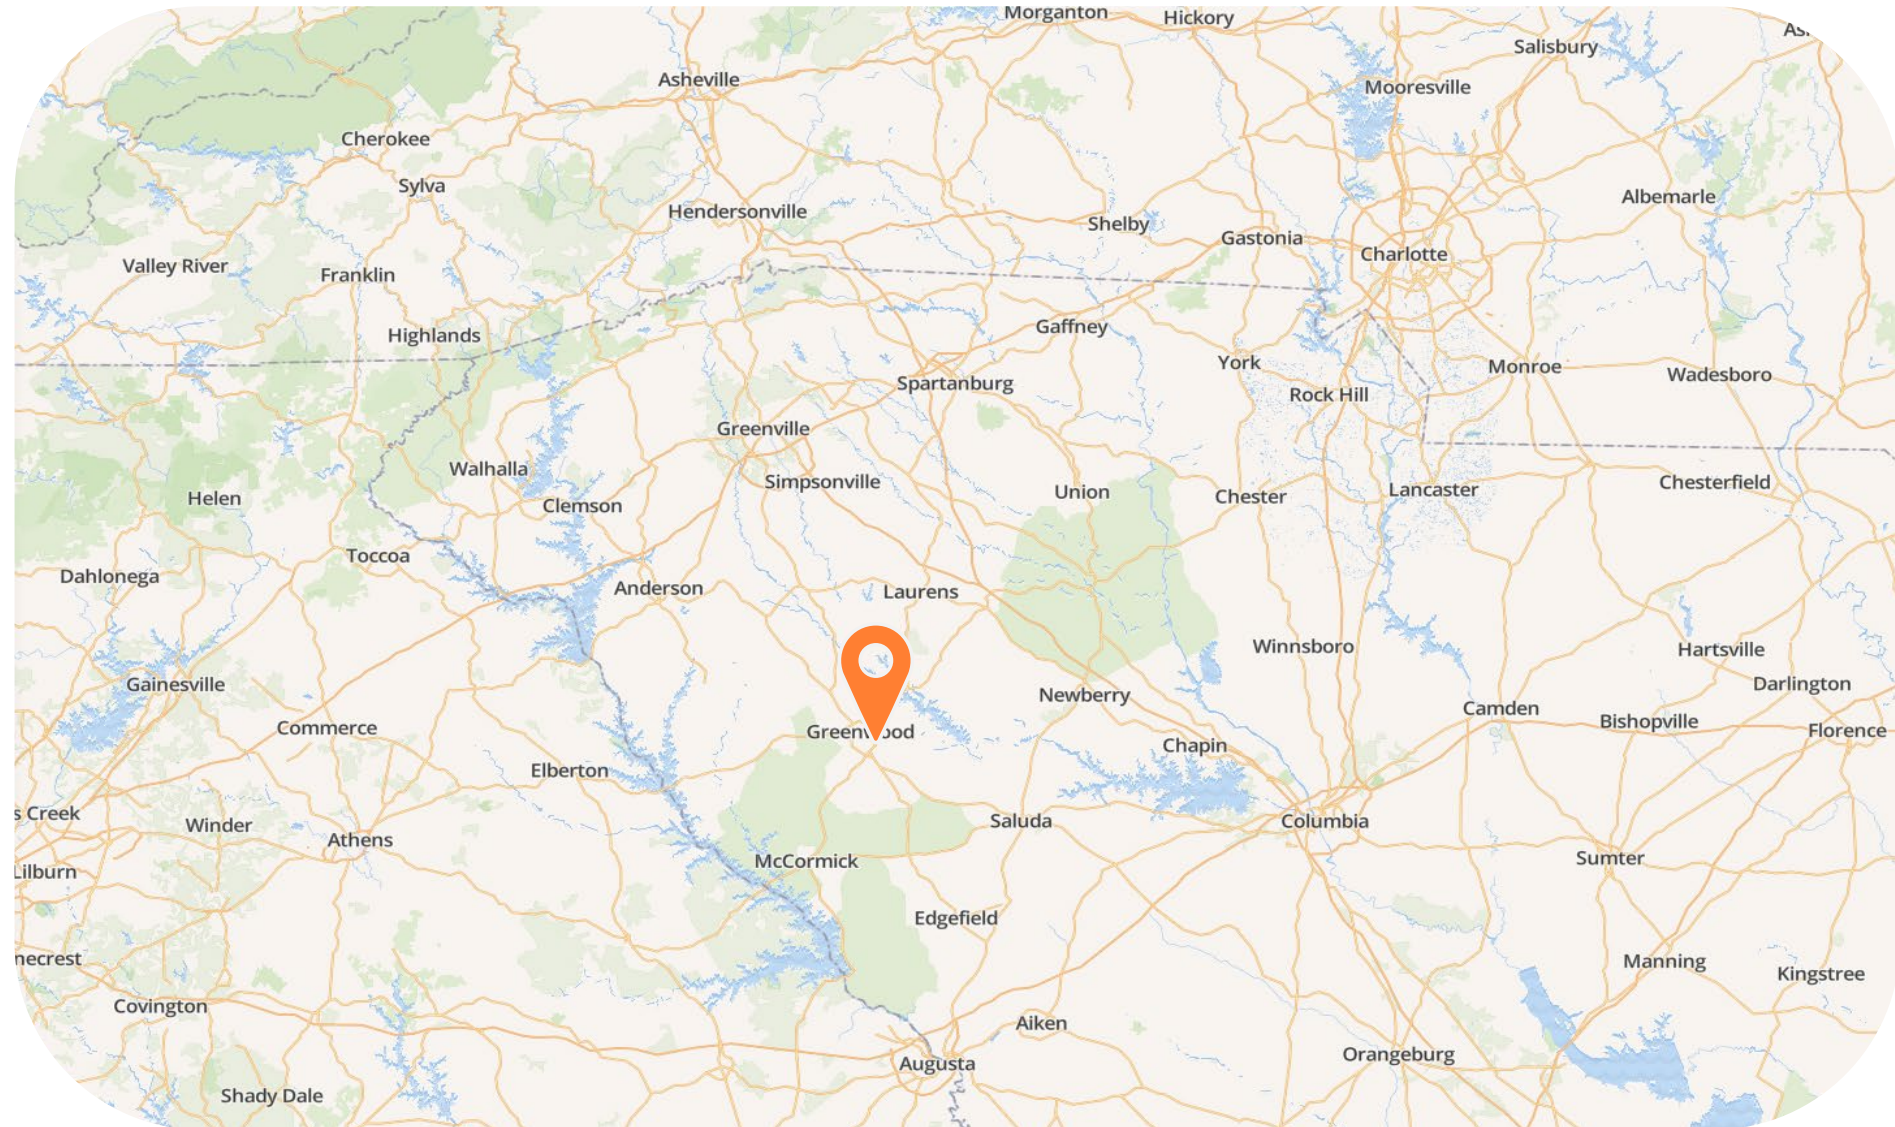 Morganton
Hickory
Salisbury
Asheville
Mooresville
Cherokee
Sylva
Albemarle
Hendersonville
Shelby
Gastonia
Charlotte
Valley River
Franklin
Highlands
Gaffney
York
Monroe
Wadesboro
Spartanburg
Rock Hill
Greenville
Walhalla
Simpsonville
Chesterfield
Helen
Union
Chester
Lancaster
Clemson
Toccoa
Dahlonega
Anderson
Laurens
Winnsboro
Hartsville
Gainesville
Darlington
Newberry
Camden
Bishopville
Commerce
Greenwood
Florence
Chapin
Elberton
s Creek
Winder
Saluda
Columbia
Athens
McCormick
Sumter
Lilburn
Edgefield
necrest
Manning
Kingstree
Covington
Aiken
Augusta
Orangeburg
Shady Dale